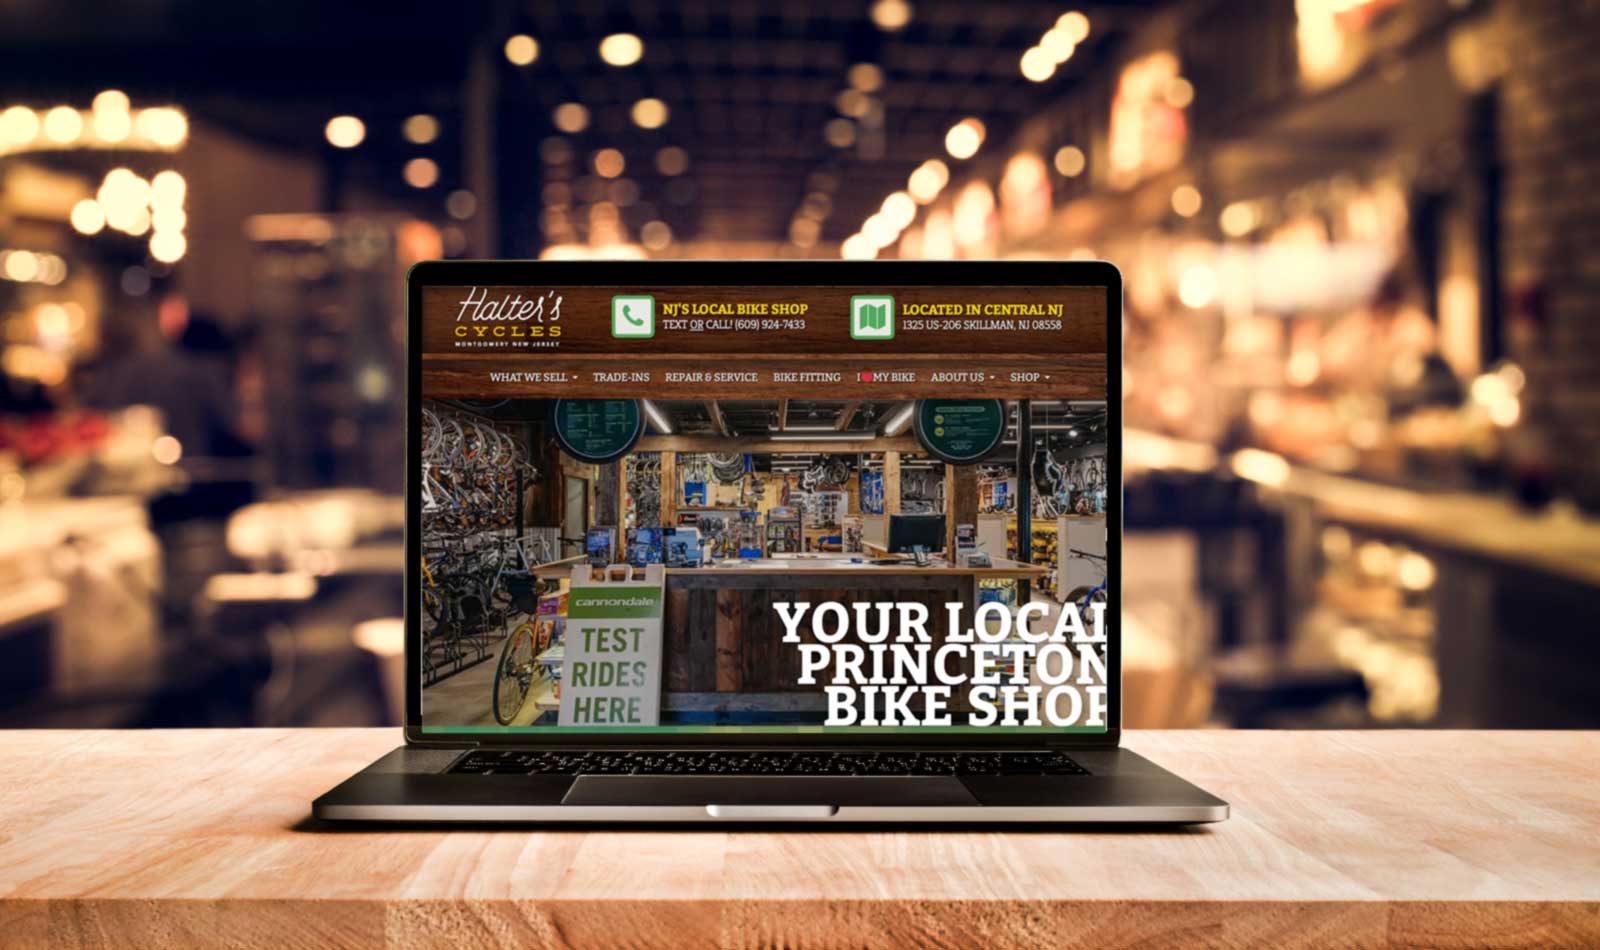 Halter's
CYCLES
MONTGOMERY NEW JERSEY
NJ'S LOCAL BIKE SHOP
TEXT OR CALL! (609) 924-7433
LOCATED IN CENTRAL NJ
1325 US-206 SKILLMAN, NJ 08558
WHAT WE SELL
TRADE-INS
REPAIR & SERVICE
BIKE FITTING
I ❤ MY BIKE
ABOUT US
SHOP
cannondale
TEST
RIDES
HERE
YOUR LOCAL
PRINCETON
BIKE SHOP